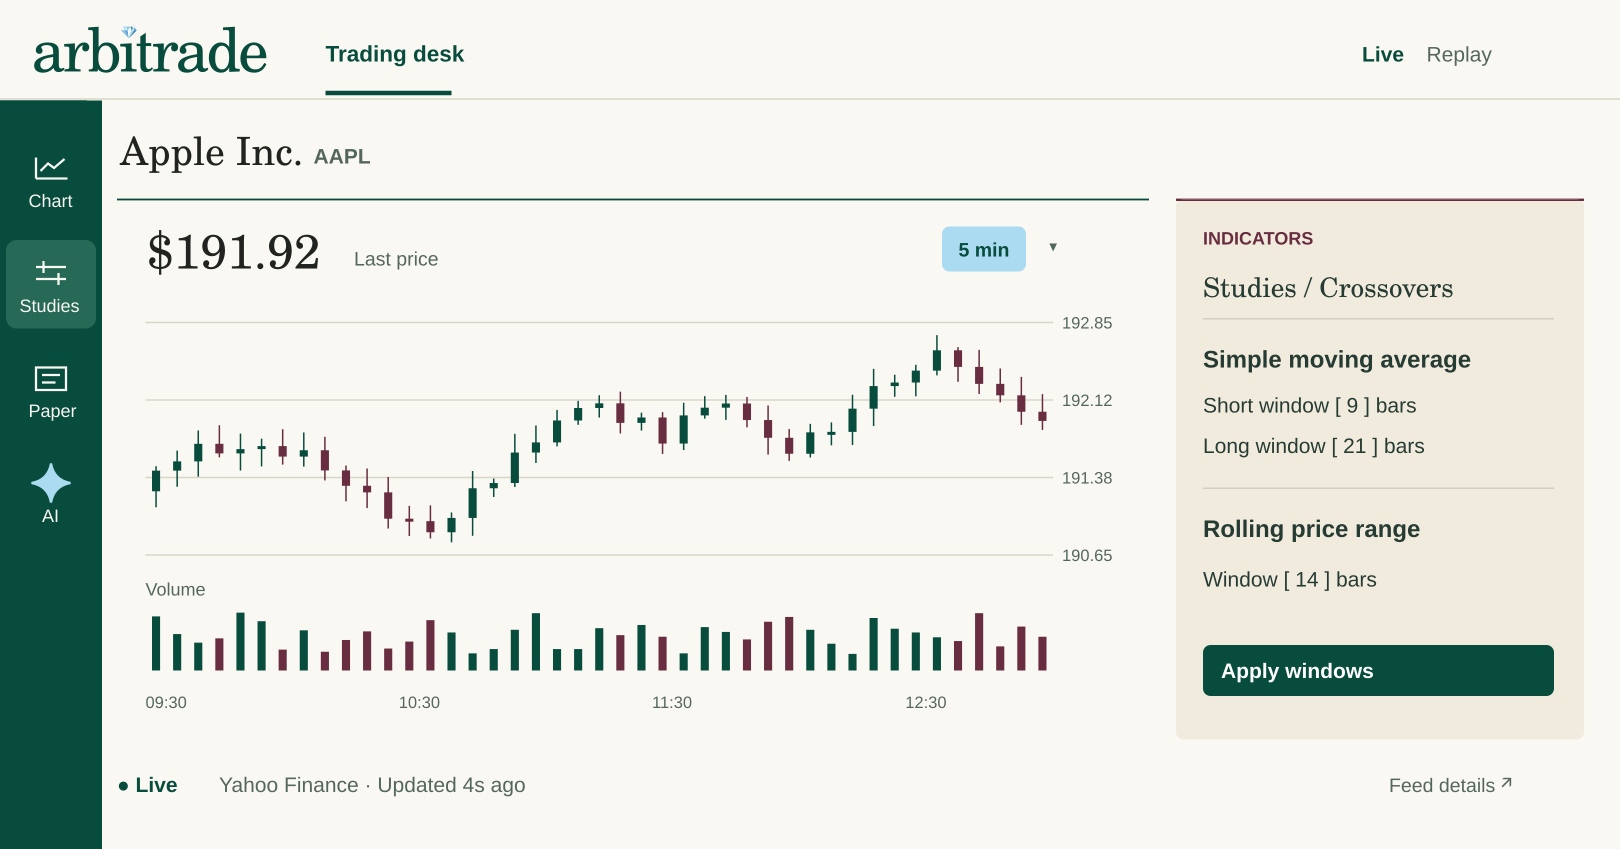 arbitrade
Trading desk
Live Replay
Chart
Studies
Paper
AI
Apple Inc. AAPL
$191.92 Last price
5 min ▼
192.85
192.12
191.38
190.65
Volume
09:30 10:30 11:30 12:30
INDICATORS
Studies / Crossovers
Simple moving average
Short window [ 9 ] bars
Long window [ 21 ] bars
Rolling price range
Window [ 14 ] bars
Apply windows
● Live Yahoo Finance · Updated 4s ago
Feed details ↗